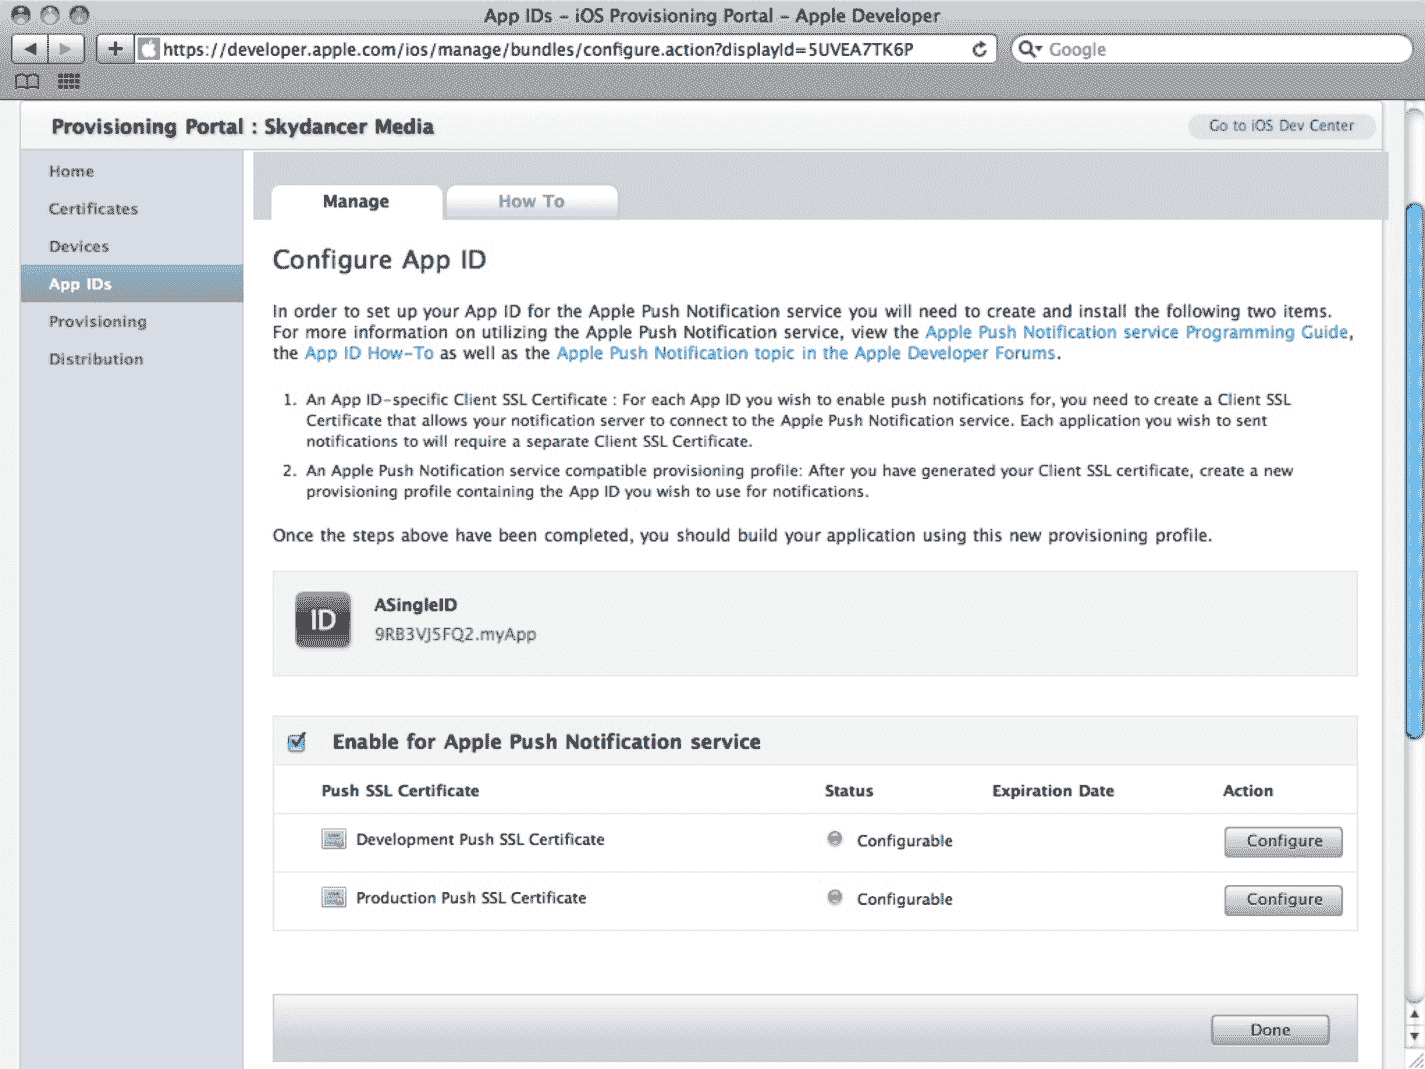 App IDs – iOS Provisioning Portal – Apple Developer
https://developer.apple.com/ios/manage/bundles/configure.action?displayId=5UVEA7TK6P
Google
Provisioning Portal : Skydancer Media
Go to iOS Dev Center
Home
Certificates
Devices
App IDs
Provisioning
Distribution
Manage
How To
Configure App ID
In order to set up your App ID for the Apple Push Notification service you will need to create and install the following two items.
For more information on utilizing the Apple Push Notification service, view the Apple Push Notification service Programming Guide,
the App ID How-To as well as the Apple Push Notification topic in the Apple Developer Forums.
1. An App ID-specific Client SSL Certificate : For each App ID you wish to enable push notifications for, you need to create a Client SSL
Certificate that allows your notification server to connect to the Apple Push Notification service. Each application you wish to sent
notifications to will require a separate Client SSL Certificate.
2. An Apple Push Notification service compatible provisioning profile: After you have generated your Client SSL certificate, create a new
provisioning profile containing the App ID you wish to use for notifications.
Once the steps above have been completed, you should build your application using this new provisioning profile.
ID
ASingleID
9RB3VJ5FQ2.myApp
Enable for Apple Push Notification service
Push SSL Certificate Status Expiration Date Action
Development Push SSL Certificate Configurable Configure
Production Push SSL Certificate Configurable Configure
Done